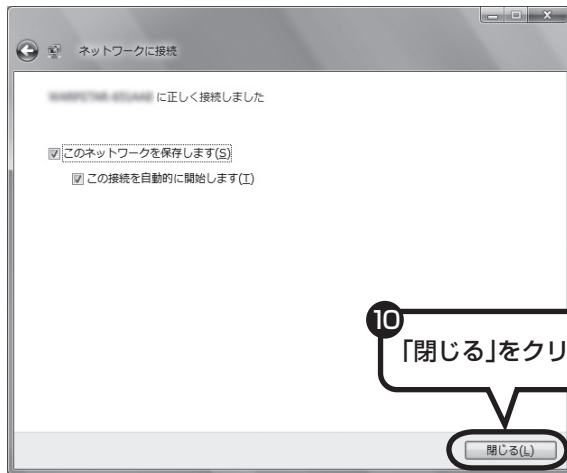 ネットワークに接続
に正しく接続しました
このネットワークを保存します(S)
この接続を自動的に開始します(T)
10
「閉じる」をクリ
閉じる(L)